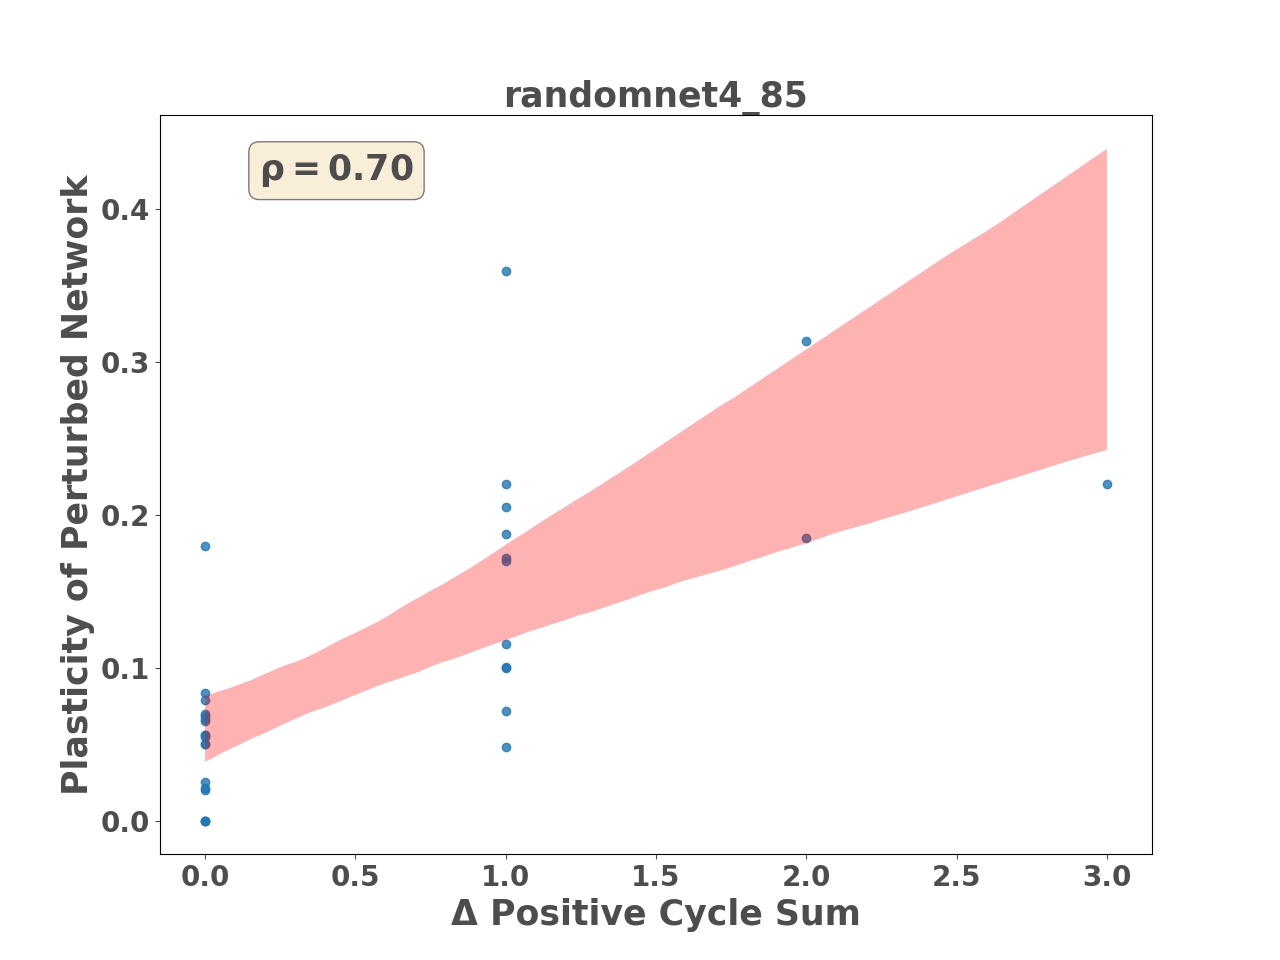 randomnet4_85
ρ = 0.70
Plasticity of Perturbed Network
0.4
0.3
0.2
0.1
0.0
0.0 0.5 1.0 1.5 2.0 2.5 3.0
Δ Positive Cycle Sum